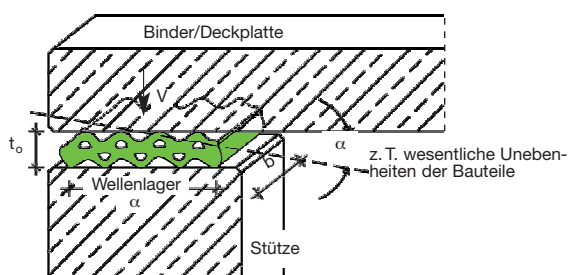 Binder/Deckplatte
V
t₀
α
b
z. T. wesentliche Uneben-
heiten der Bauteile
Wellenlager
α
Stütze